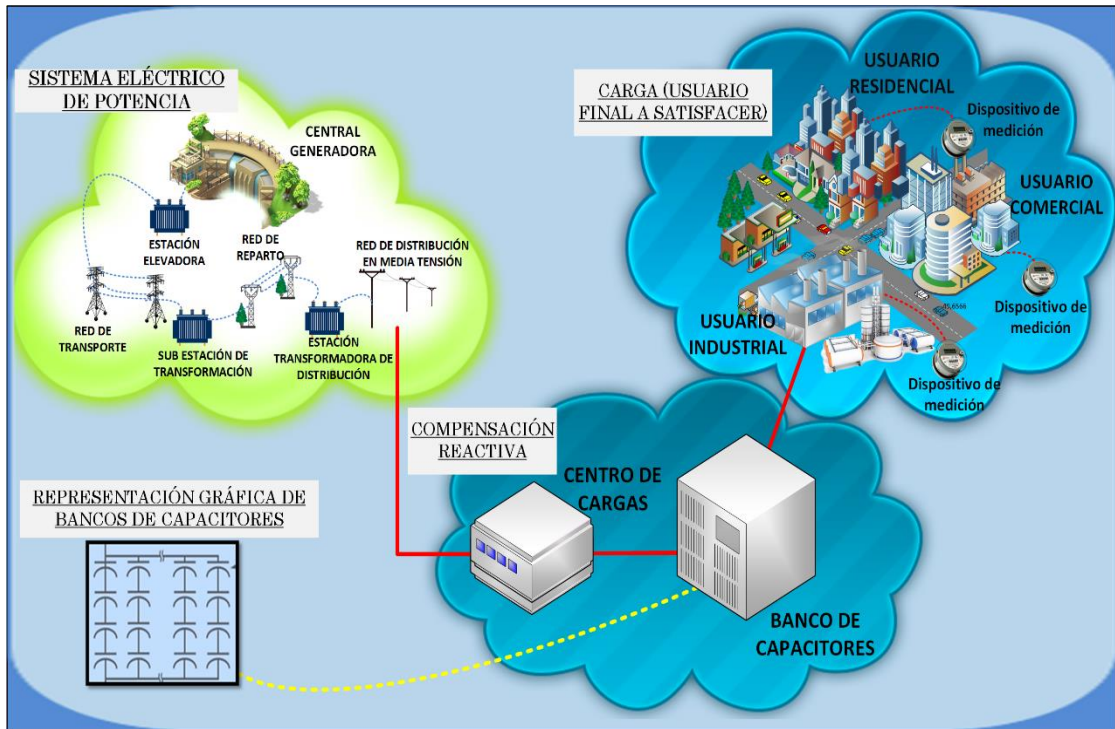 SISTEMA ELÉCTRICO
DE POTENCIA
CENTRAL
GENERADORA
ESTACIÓN
ELEVADORA
RED DE
REPARTO
RED DE DISTRIBUCIÓN
EN MEDIA TENSIÓN
RED DE
TRANSPORTE
SUB ESTACIÓN DE
TRANSFORMACIÓN
ESTACIÓN
TRANSFORMADORA DE
DISTRIBUCIÓN
CARGA (USUARIO
FINAL A SATISFACER)
USUARIO
RESIDENCIAL
Dispositivo de
medición
USUARIO
COMERCIAL
Dispositivo de
medición
USUARIO
INDUSTRIAL
Dispositivo de
medición
COMPENSACIÓN
REACTIVA
CENTRO DE
CARGAS
BANCO DE
CAPACITORES
REPRESENTACIÓN GRÁFICA DE
BANCOS DE CAPACITORES